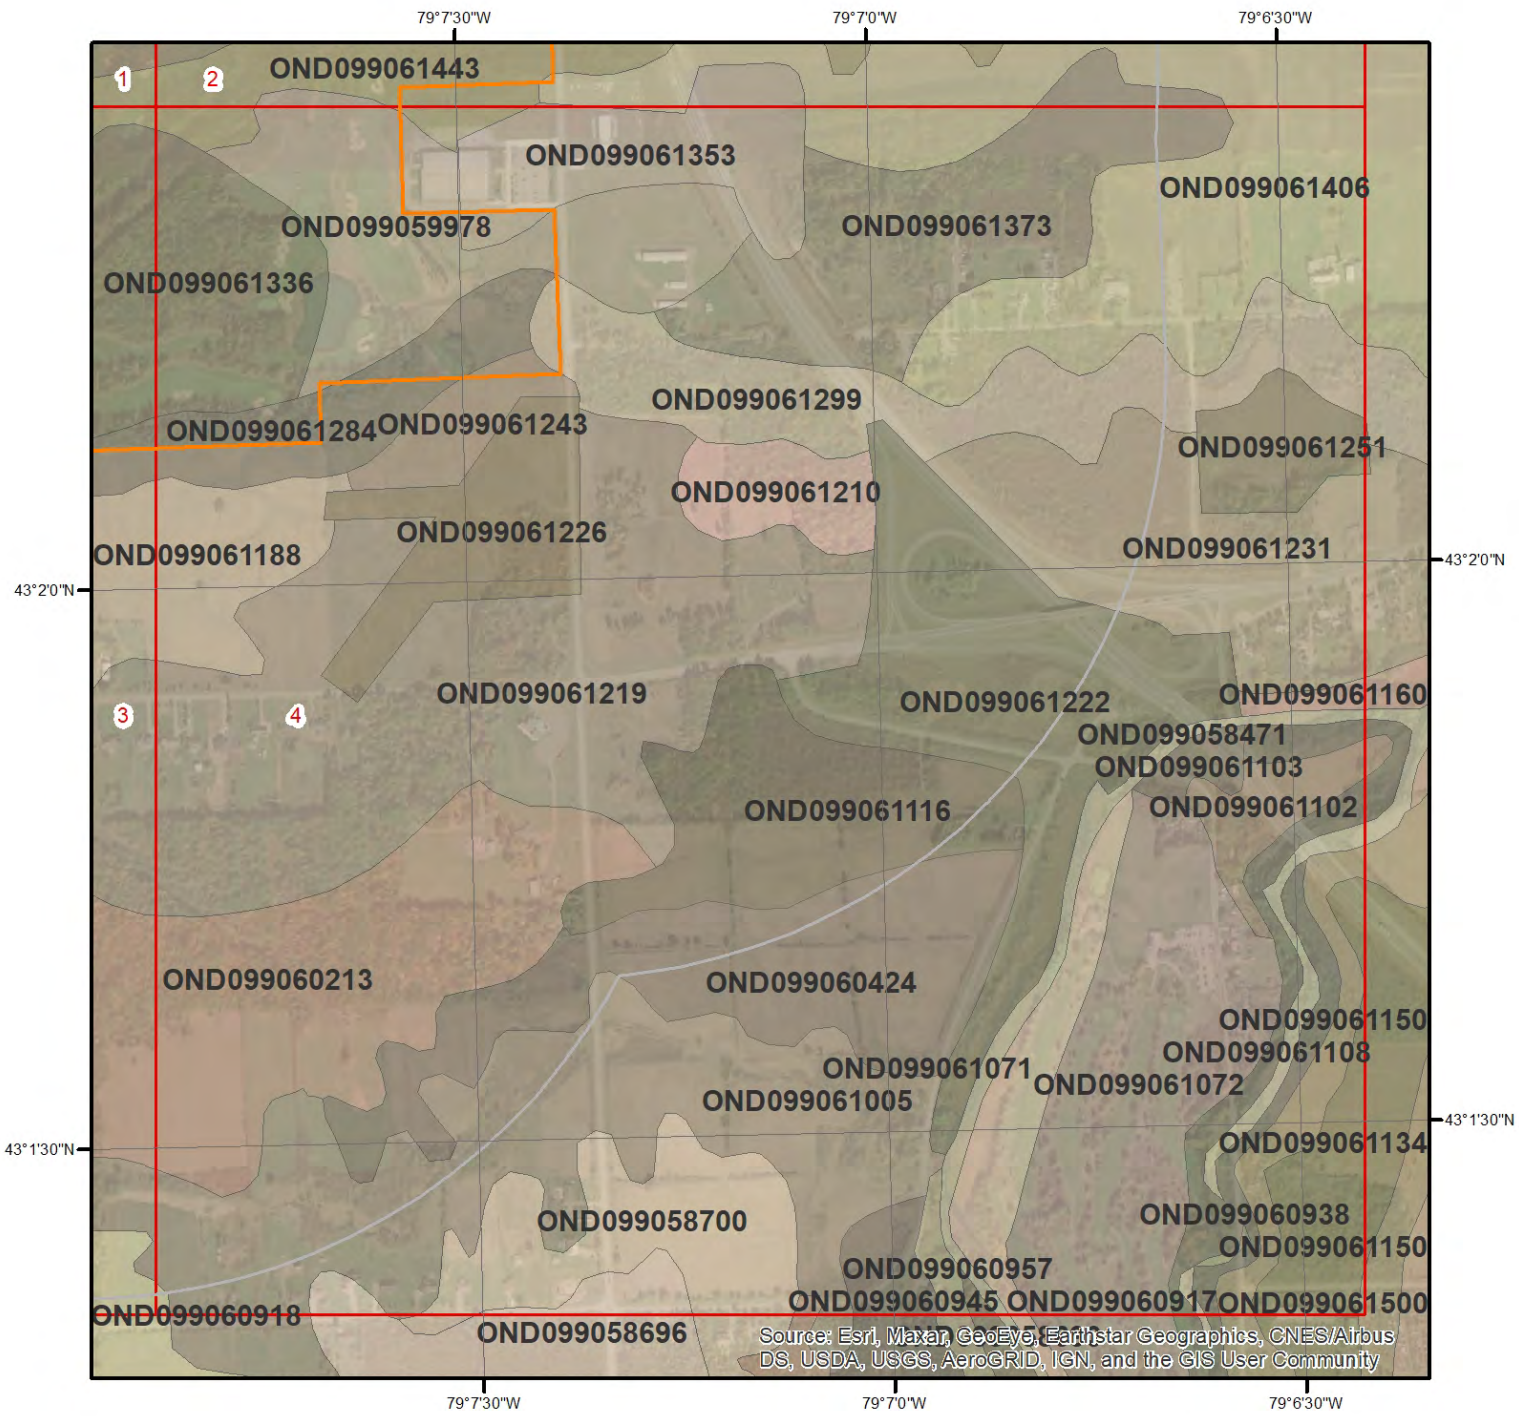 79°7'30"W
79°7'0"W
79°6'30"W
1
2
OND099061443
OND099061353
OND099061406
OND099059978
OND099061373
OND099061336
OND099061299
OND099061284
OND099061243
OND099061251
OND099061210
OND099061226
OND099061188
OND099061231
43°2'0"N
43°2'0"N
OND099061219
OND099061222
OND099061160
3
4
OND099058471
OND099061103
OND099061102
OND099061116
OND099060213
OND099060424
OND099061150
OND099061108
OND099061071
OND099061072
OND099061005
43°1'30"N
43°1'30"N
OND099061134
OND099058700
OND099060938
OND099061150
OND099060957
OND099060945
OND099060917
OND099061500
OND099060918
OND099058696
Source: Esri, Maxar, GeoEye, Earthstar Geographics, CNES/Airbus
DS, USDA, USGS, AeroGRID, IGN, and the GIS User Community
79°7'30"W
79°7'0"W
79°6'30"W